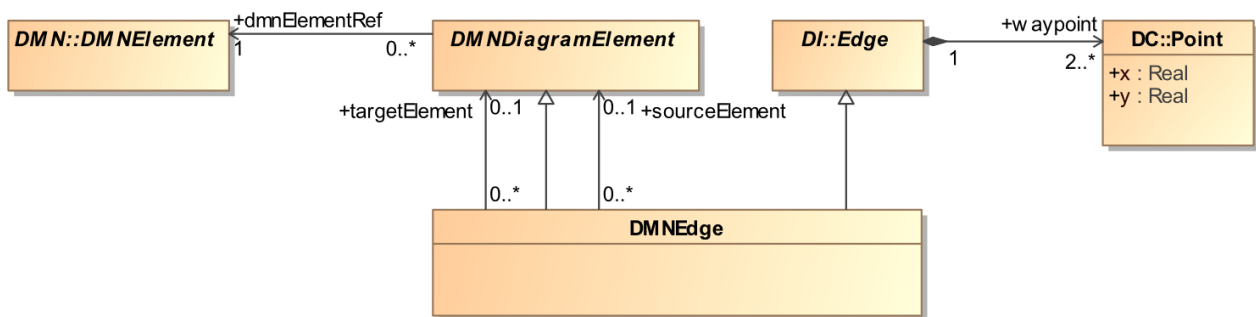 DMN::DMNElement
+dmnElementRef
1
0..*
DMNDiagramElement
DI::Edge
1
+waypoint
2..*
DC::Point
+x : Real
+y : Real
+targetElement
0..1
0..1
+sourceElement
0..*
0..*
DMNEdge